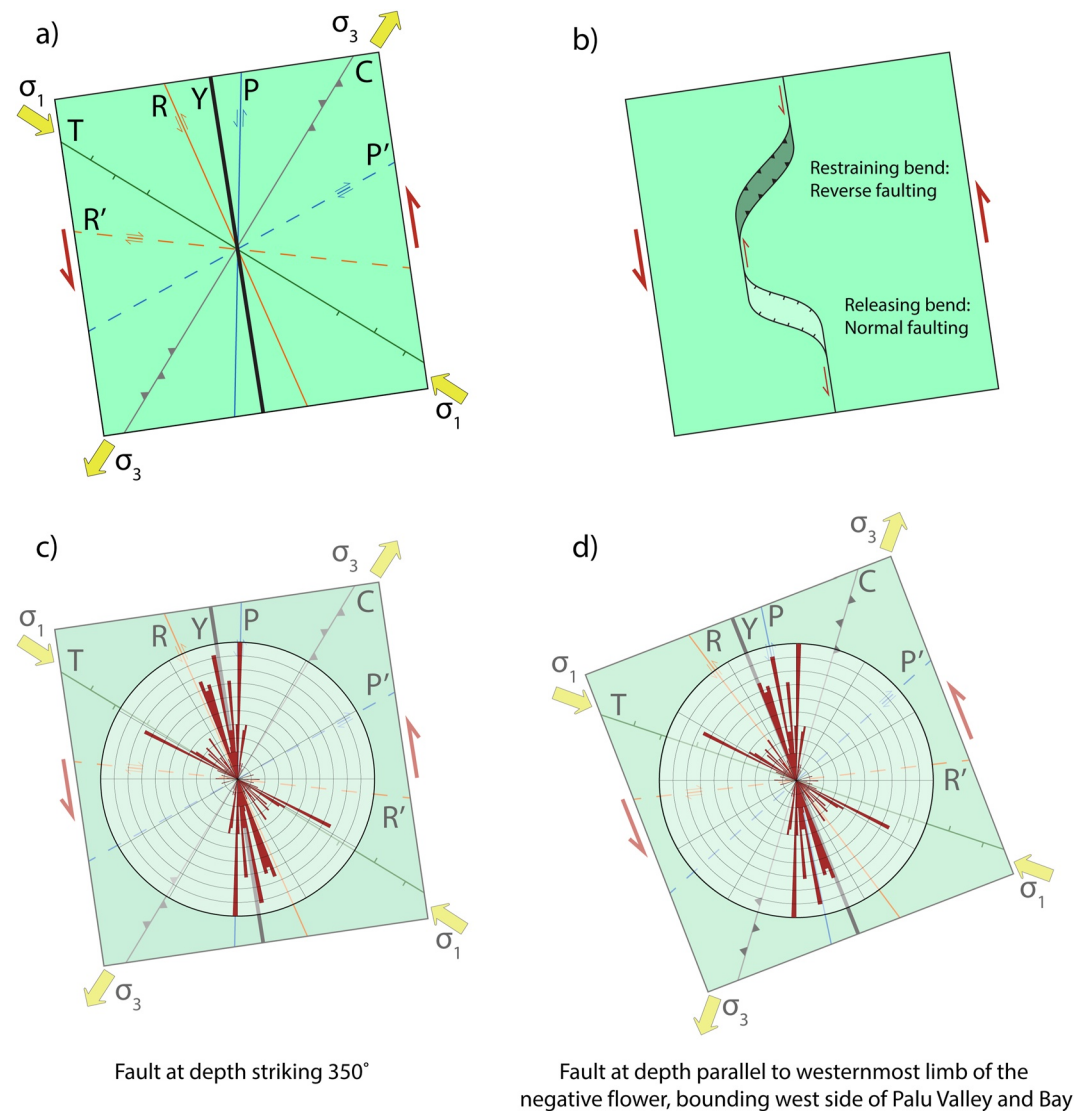 a)
σ3
σ1
T
R
Y
P
C
P′
R′
σ1
σ3
b)
Restraining bend:
Reverse faulting
Releasing bend:
Normal faulting
c)
σ3
σ1
T
R
Y
P
C
P′
R′
σ1
σ3
Fault at depth striking 350˚
d)
σ3
σ1
T
R
Y
P
C
P′
R′
σ1
σ3
Fault at depth parallel to westernmost limb of the
negative flower, bounding west side of Palu Valley and Bay